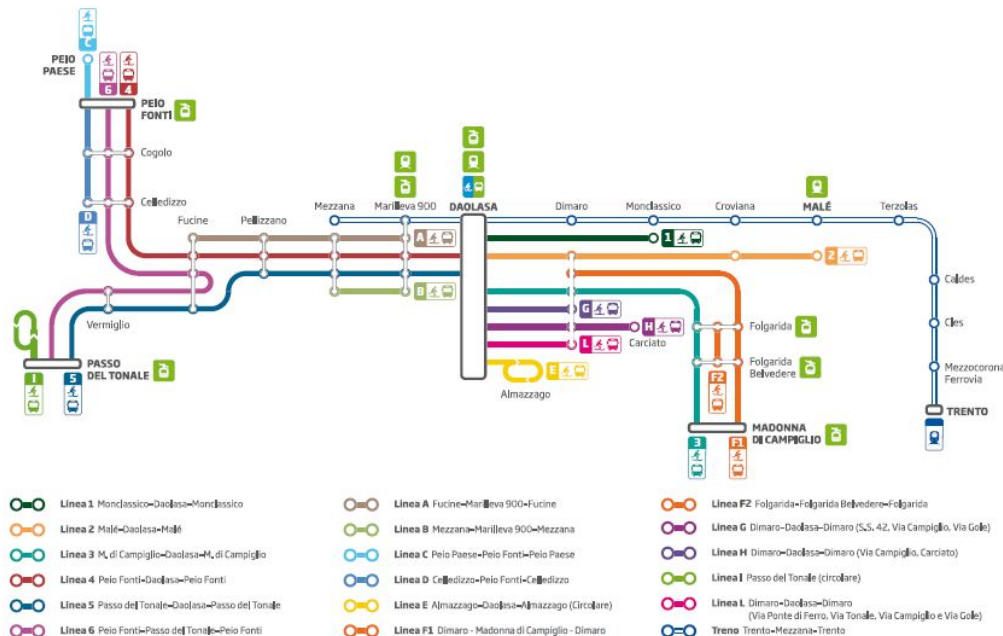 C
PEIO
PAESE
6
4
PEIO
FONTI
Cogolo
Celledizzo
D
Fucine
Pellizzano
Mezzana
Marilleva 900
DAOLASA
Dimaro
Monclassico
Croviana
MALÉ
Terzolas
A
1
2
B
G
H
Carciato
L
E
Almazzago
Vermiglio
PASSO
DEL TONALE
I
5
Folgarida
Folgarida
Belvedere
F2
MADONNA
DI CAMPIGLIO
3
F1
Caldes
Cles
Mezzocorona
Ferrovia
TRENTO
Linea 1 Monclassico-Daolasa-Monclassico
Linea 2 Malé-Daolasa-Malé
Linea 3 M. di Campiglio-Daolasa-M. di Campiglio
Linea 4 Peio Fonti-Daolasa-Peio Fonti
Linea 5 Passo del Tonale-Daolasa-Passo del Tonale
Linea 6 Peio Fonti-Passo del Tonale-Peio Fonti
Linea A Fucine-Marilleva 900-Fucine
Linea B Mezzana-Marilleva 900-Mezzana
Linea C Peio Paese-Peio Fonti-Peio Paese
Linea D Celledizzo-Peio Fonti-Celledizzo
Linea E Almazzago-Daolasa-Almazzago (Circolare)
Linea F1 Dimaro - Madonna di Campiglio - Dimaro
Linea F2 Folgarida-Folgarida Belvedere-Folgarida
Linea G Dimaro-Daolasa-Dimaro (S.S. 42, Via Campiglio, Via Gole)
Linea H Dimaro-Daolasa-Dimaro (Via Campiglio, Carciato)
Linea I Passo del Tonale (circolare)
Linea L Dimaro-Daolasa-Dimaro
(Via Ponte di Ferro, Via Tonale, Via Campiglio e Via Gole)
Treno Trento-Mezzana-Trento